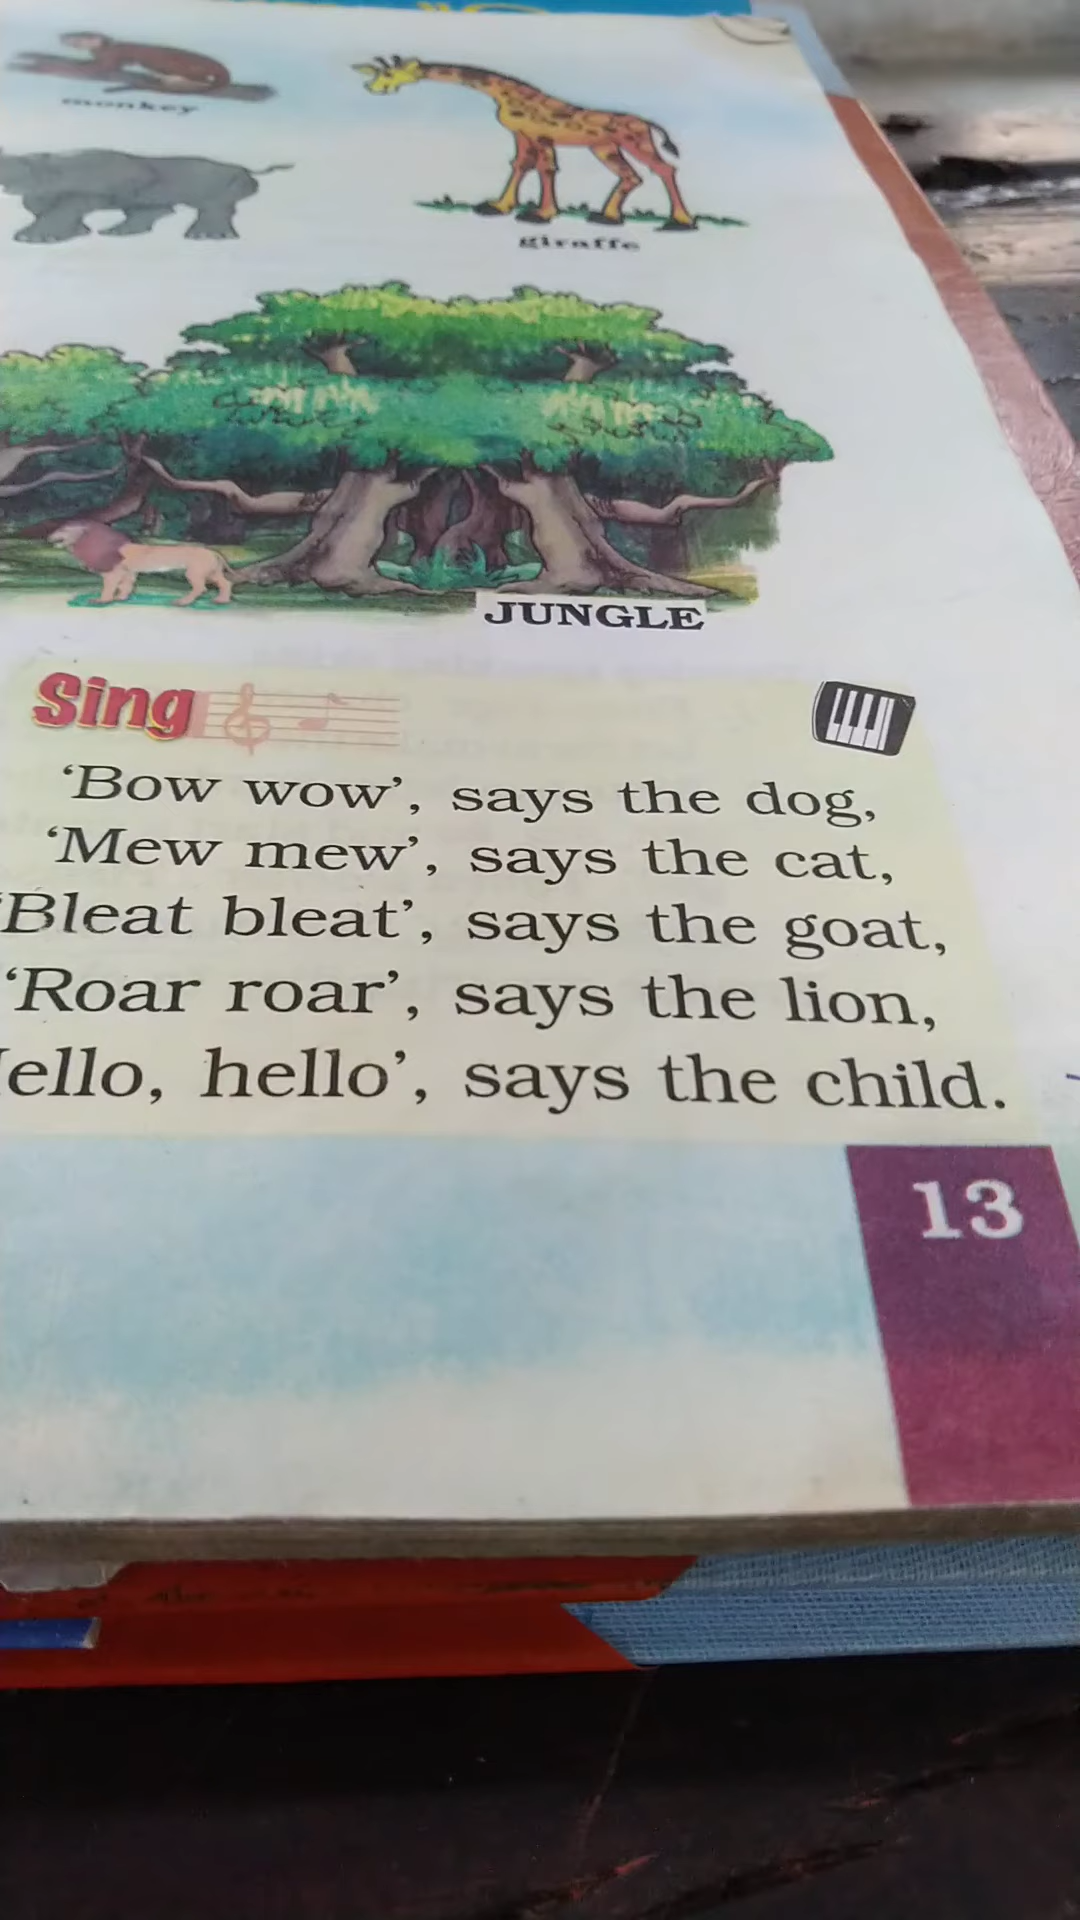 monkey
giraffe
JUNGLE
Sing
‘Bow wow’, says the dog,
‘Mew mew’, says the cat,
‘Bleat bleat’, says the goat,
‘Roar roar’, says the lion,
ello, hello’, says the child.
13